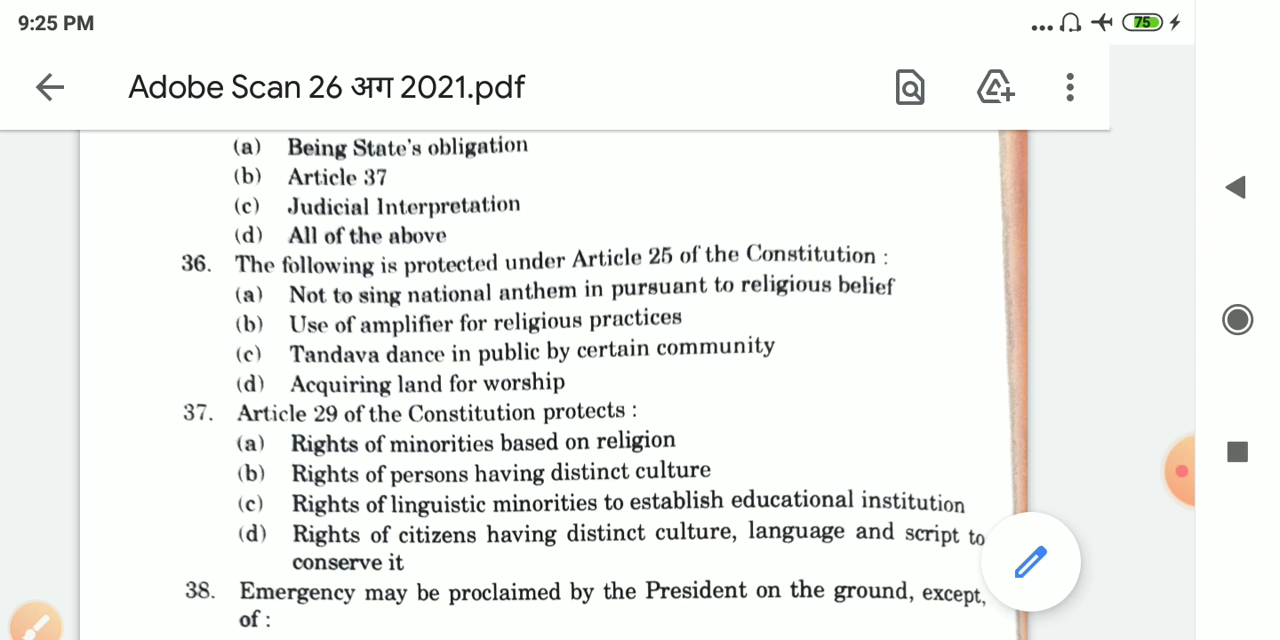 9:25 PM
75
Adobe Scan 26 अग 2021.pdf
(a) Being State's obligation
(b) Article 37
(c) Judicial Interpretation
(d) All of the above
36. The following is protected under Article 25 of the Constitution :
(a) Not to sing national anthem in pursuant to religious belief
(b) Use of amplifier for religious practices
(c) Tandava dance in public by certain community
(d) Acquiring land for worship
37. Article 29 of the Constitution protects :
(a) Rights of minorities based on religion
(b) Rights of persons having distinct culture
(c) Rights of linguistic minorities to establish educational institution
(d) Rights of citizens having distinct culture, language and script to
conserve it
38. Emergency may be proclaimed by the President on the ground, except,
of :